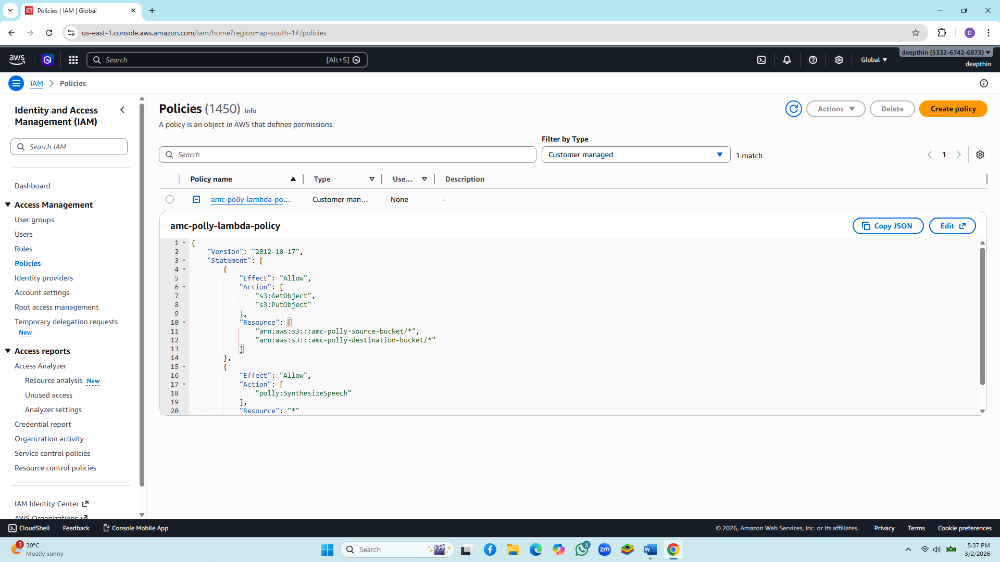 Policies | IAM | Global
us-east-1.console.aws.amazon.com/iam/home?region=ap-south-1#/policies
D
aws
Search
[Alt+S]
Global
deepthin (5332-6742-6873)
deepthin
IAM
Policies
Identity and Access Management (IAM)
Search IAM
Dashboard
Access Management
User groups
Users
Roles
Policies
Identity providers
Account settings
Root access management
Temporary delegation requests
New
Access reports
Access Analyzer
Resource analysis New
Unused access
Analyzer settings
Credential report
Organization activity
Service control policies
Resource control policies
IAM Identity Center
AWS Organizations
Policies (1450) Info
A policy is an object in AWS that defines permissions.
Actions
Delete
Create policy
Search
Filter by Type
Customer managed
1 match
1
Policy name
Type
Use...
Description
amc-polly-lambda-po...
Customer man...
None
-
amc-polly-lambda-policy
Copy JSON
Edit
1 {
2 "Version": "2012-10-17",
3 "Statement": [
4 {
5 "Effect": "Allow",
6 "Action": [
7 "s3:GetObject",
8 "s3:PutObject"
9 ],
10 "Resource": [
11 "arn:aws:s3:::amc-polly-source-bucket/*",
12 "arn:aws:s3:::amc-polly-destination-bucket/*"
13 ]
14 },
15 {
16 "Effect": "Allow",
17 "Action": [
18 "polly:SynthesizeSpeech"
19 ],
20 "Resource": "*"
CloudShell
Feedback
Console Mobile App
© 2026, Amazon Web Services, Inc. or its affiliates.
Privacy
Terms
Cookie preferences
3
30°C
Mostly sunny
Search
3
zm
W
5:37 PM
3/2/2026